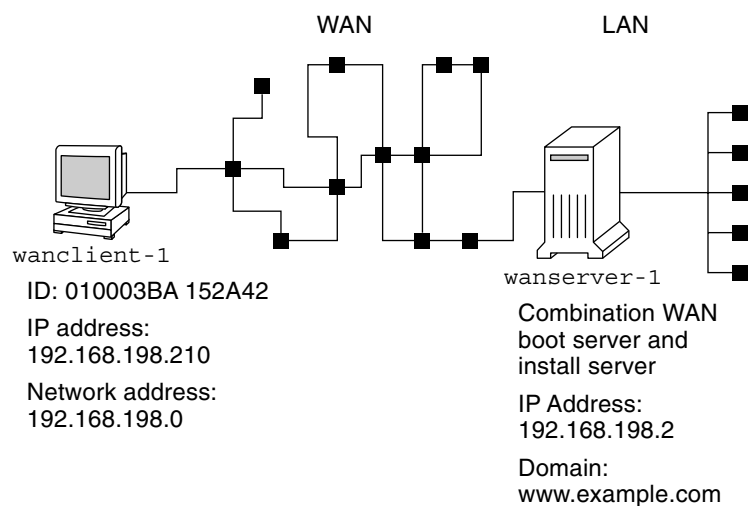 WAN
LAN
wanclient-1
ID: 010003BA 152A42
IP address:
192.168.198.210
Network address:
192.168.198.0
wanserver-1
Combination WAN
boot server and
install server
IP Address:
192.168.198.2
Domain:
www.example.com